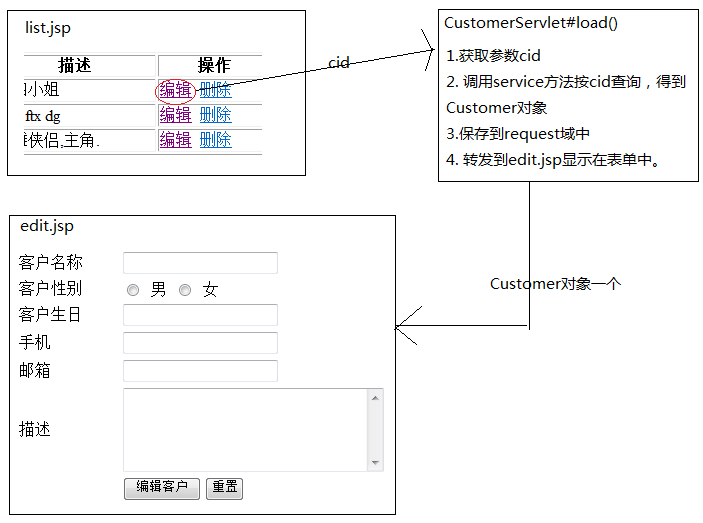 list.jsp
描述 操作
小姐 编辑 删除
ftx dg 编辑 删除
侠侣,主角. 编辑 删除
cid
CustomerServlet#load()
1.获取参数cid
2. 调用service方法按cid查询，得到
Customer对象
3.保存到request域中
4. 转发到edit.jsp显示在表单中。
edit.jsp
客户名称
客户性别 男 女
客户生日
手机
邮箱
描述
编辑客户 重置
Customer对象一个